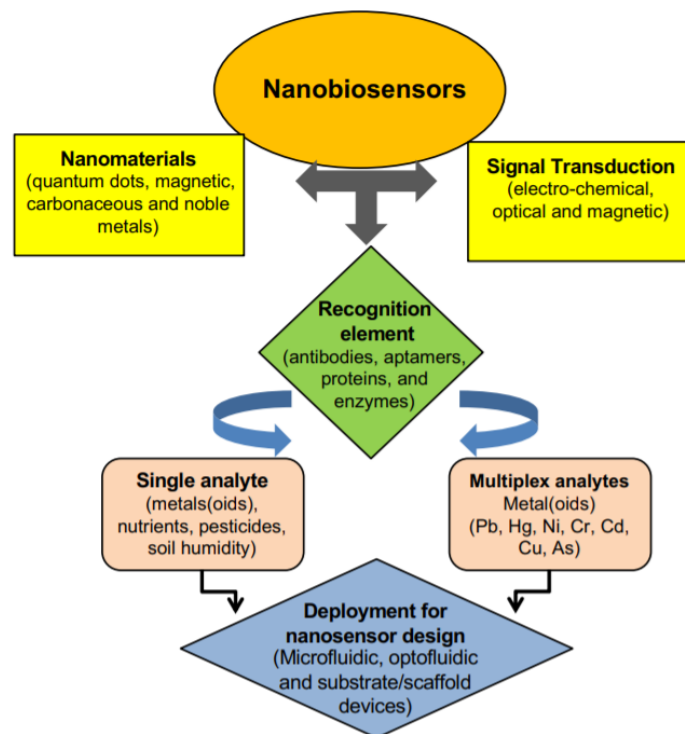 Nanobiosensors
Nanomaterials
(quantum dots, magnetic,
carbonaceous and noble
metals)
Signal Transduction
(electro-chemical,
optical and magnetic)
Recognition
element
(antibodies, aptamers,
proteins, and
enzymes)
Single analyte
(metals(oids),
nutrients, pesticides,
soil humidity)
Multiplex analytes
Metal(oids)
(Pb, Hg, Ni, Cr, Cd,
Cu, As)
Deployment for
nanosensor design
(Microfluidic, optofluidic
and substrate/scaffold
devices)